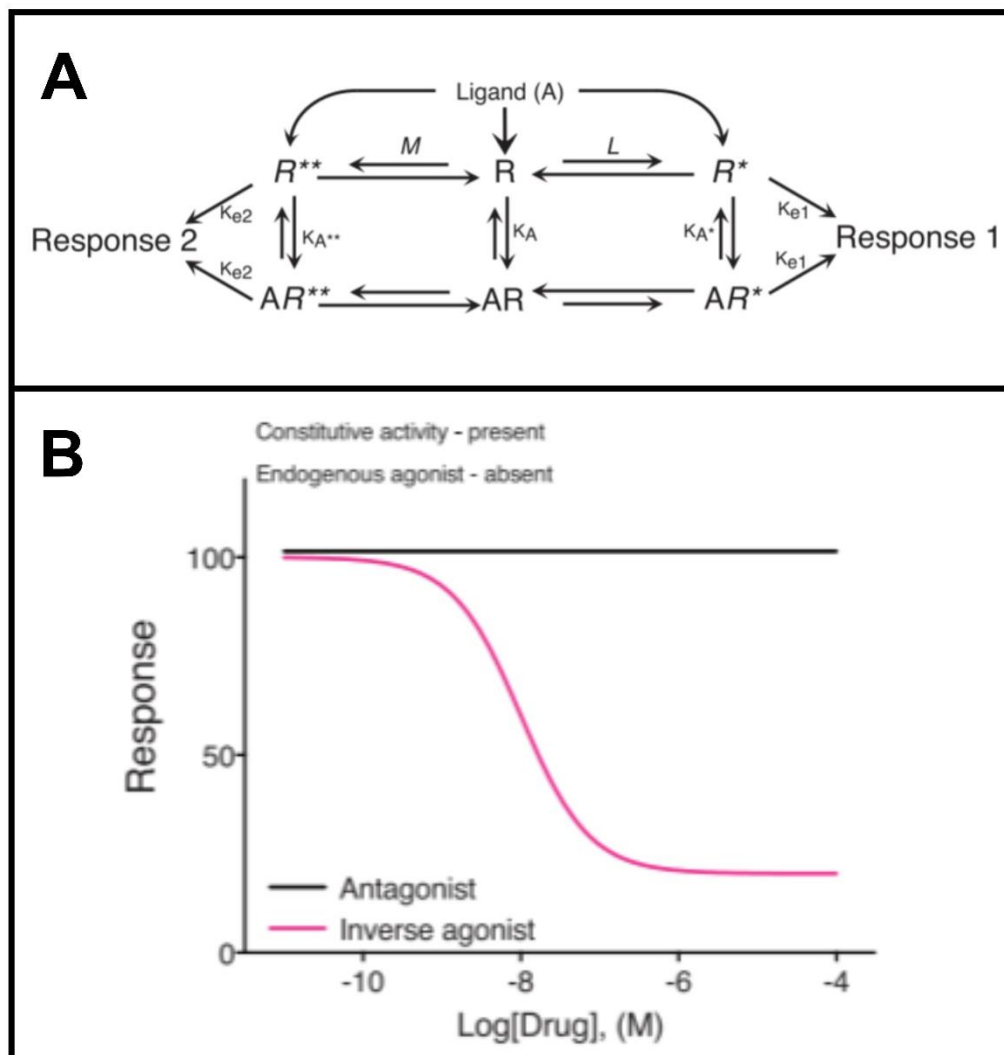 A
Ligand (A)
M
L
R**
R
R*
Ke2
Ke1
Response 2
KA**
KA
KA*
Response 1
Ke2
Ke1
AR**
AR
AR*
B
Constitutive activity - present
Endogenous agonist - absent
100
50
0
Response
Antagonist
Inverse agonist
-10
-8
-6
-4
Log[Drug], (M)